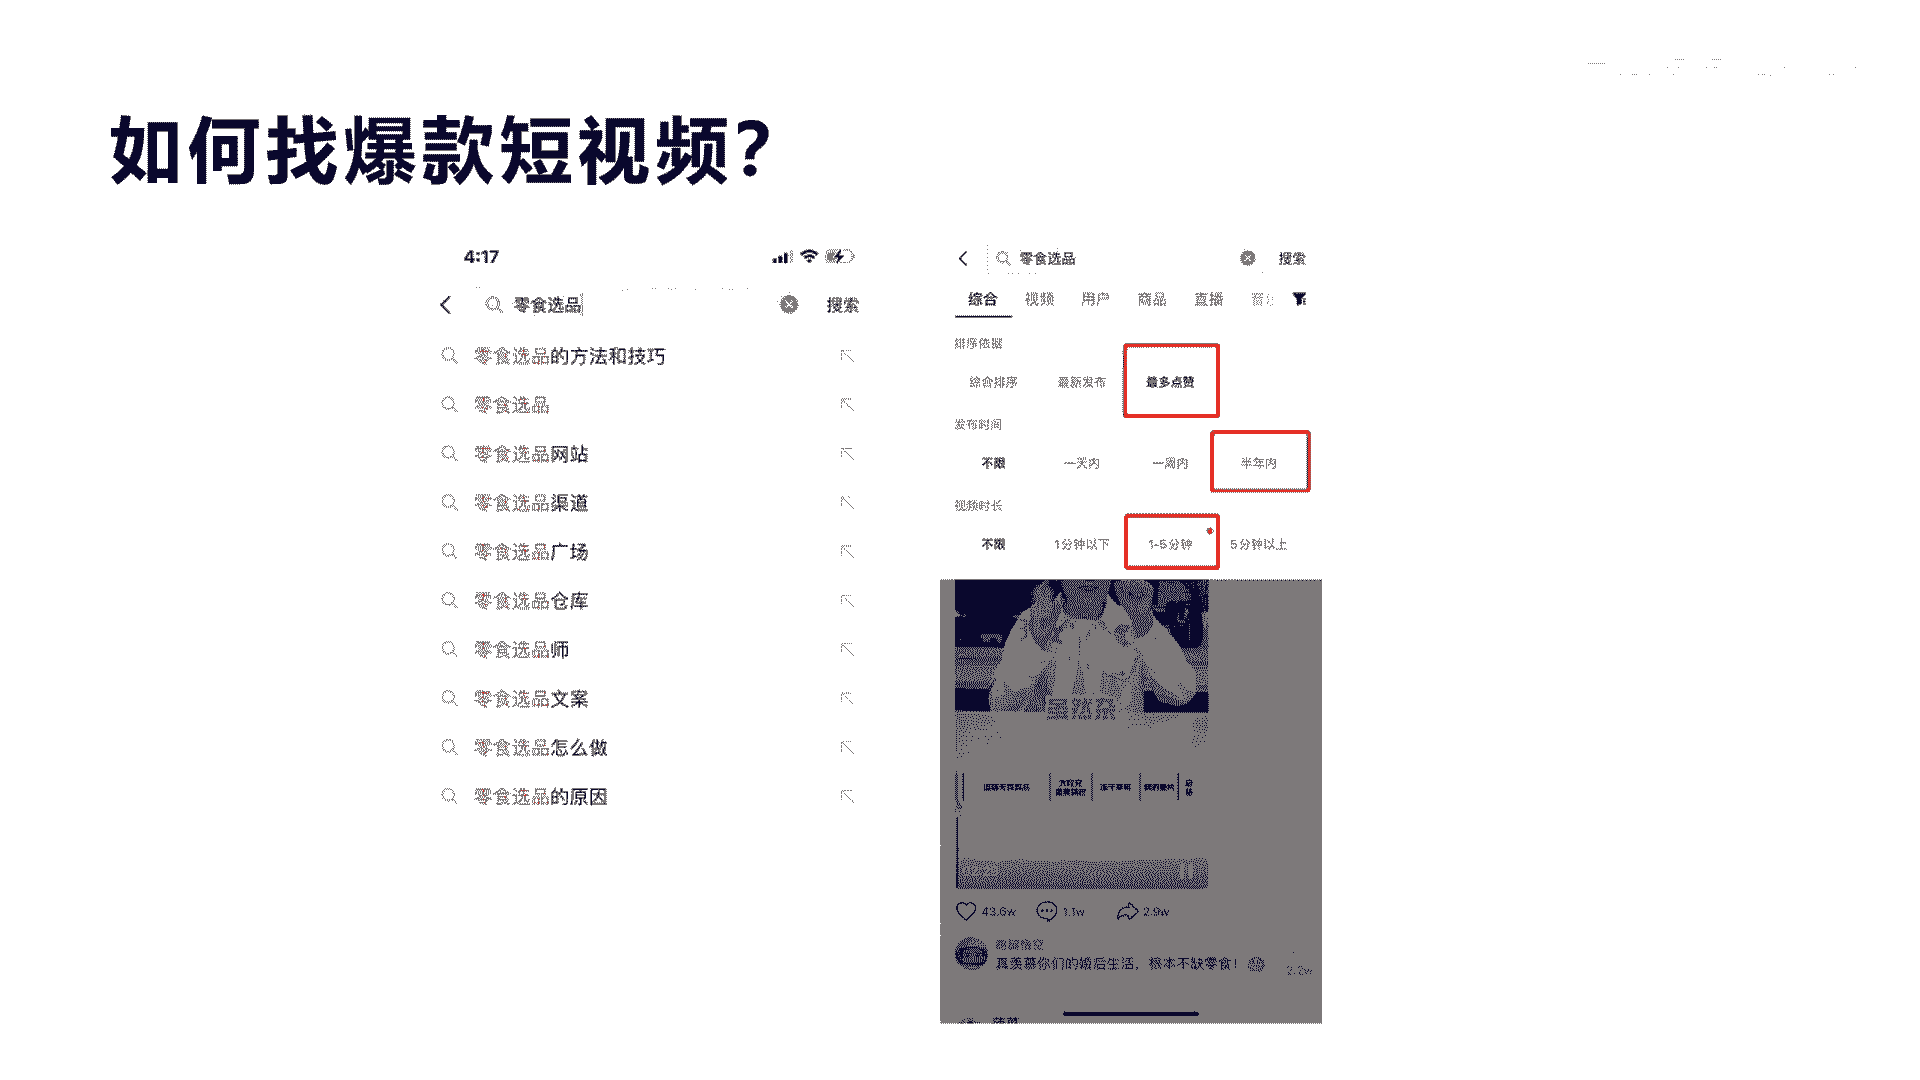 如何找爆款短视频？
4:17
零食选品 搜索
零食选品的方法和技巧
零食选品
零食选品网站
零食选品渠道
零食选品广场
零食选品仓库
零食选品师
零食选品文案
零食选品怎么做
零食选品的原因
零食选品 搜索
综合 视频 用户 商品 直播
排序依据
综合排序 最新发布 最多点赞
发布时间
不限 一天内 一周内 半年内
视频时长
不限 1分钟以下 1-5分钟 5分钟以上
虽然杂
43.6w 1.1w 2.9w
真羡慕你们的婚后生活，根本不缺零食！
2.2w